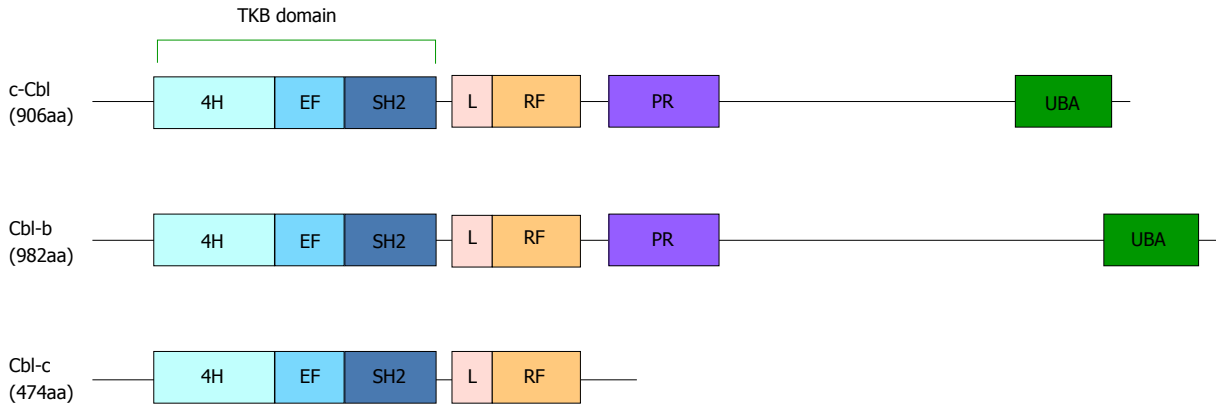 TKB domain
c-Cbl
(906aa)
4H EF SH2 L RF PR UBA
Cbl-b
(982aa)
4H EF SH2 L RF PR UBA
Cbl-c
(474aa)
4H EF SH2 L RF